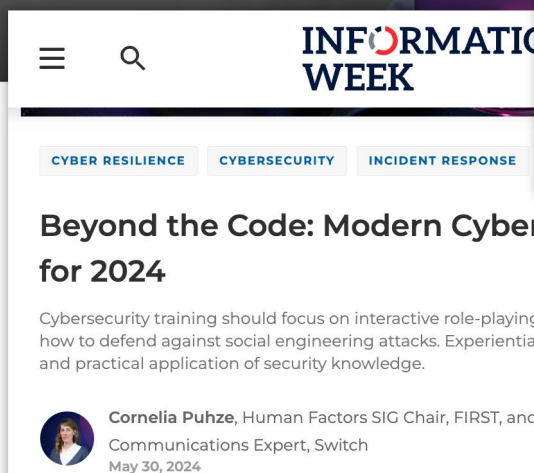 INFORMATIO
WEEK
CYBER RESILIENCE CYBERSECURITY INCIDENT RESPONSE
Beyond the Code: Modern Cyber
for 2024
Cybersecurity training should focus on interactive role-playing
how to defend against social engineering attacks. Experientia
and practical application of security knowledge.
Cornelia Puhze, Human Factors SIG Chair, FIRST, and
Communications Expert, Switch
May 30, 2024